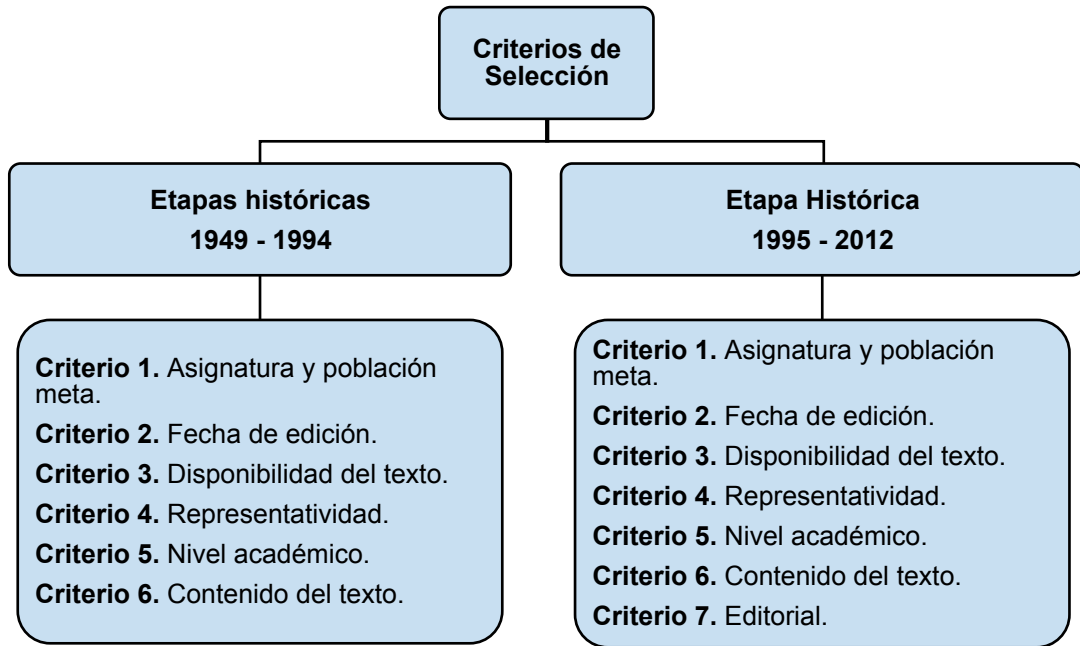 Criterios de
Selección
Etapas históricas
1949 - 1994
Etapa Histórica
1995 - 2012
Criterio 1. Asignatura y población
meta.
Criterio 2. Fecha de edición.
Criterio 3. Disponibilidad del texto.
Criterio 4. Representatividad.
Criterio 5. Nivel académico.
Criterio 6. Contenido del texto.
Criterio 1. Asignatura y población
meta.
Criterio 2. Fecha de edición.
Criterio 3. Disponibilidad del texto.
Criterio 4. Representatividad.
Criterio 5. Nivel académico.
Criterio 6. Contenido del texto.
Criterio 7. Editorial.